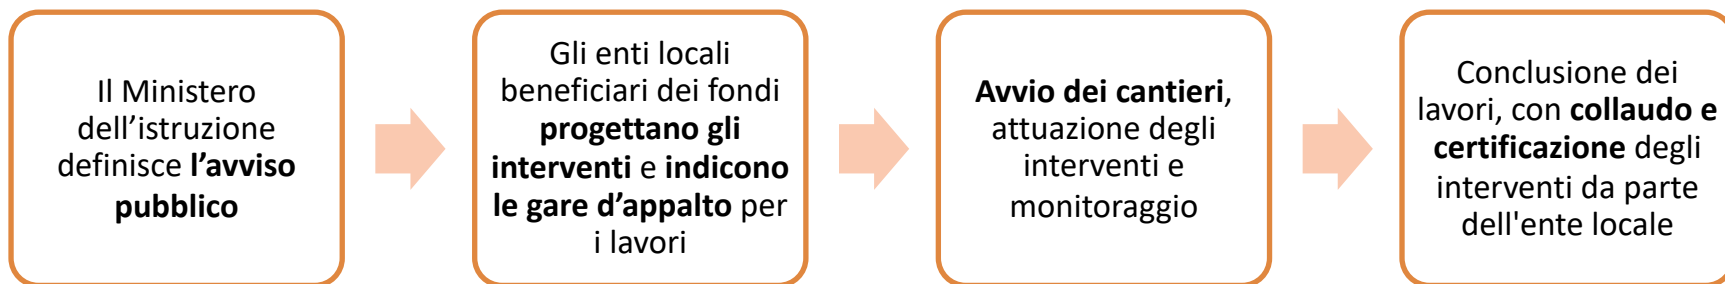 Il Ministero
dell’istruzione
definisce l’avviso
pubblico
Gli enti locali
beneficiari dei fondi
progettano gli
interventi e indicono
le gare d’appalto per
i lavori
Avvio dei cantieri,
attuazione degli
interventi e
monitoraggio
Conclusione dei
lavori, con collaudo e
certificazione degli
interventi da parte
dell'ente locale